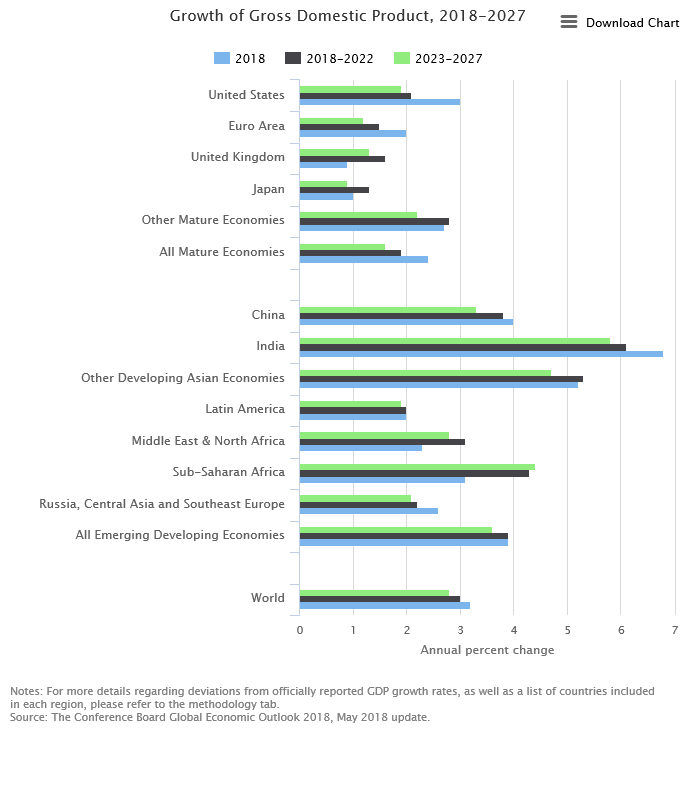 Growth of Gross Domestic Product, 2018-2027
Download Chart
2018 2018-2022 2023-2027
United States
Euro Area
United Kingdom
Japan
Other Mature Economies
All Mature Economies
China
India
Other Developing Asian Economies
Latin America
Middle East & North Africa
Sub-Saharan Africa
Russia, Central Asia and Southeast Europe
All Emerging Developing Economies
World
0 1 2 3 4 5 6 7
Annual percent change
Notes: For more details regarding deviations from officially reported GDP growth rates, as well as a list of countries included
in each region, please refer to the methodology tab.
Source: The Conference Board Global Economic Outlook 2018, May 2018 update.